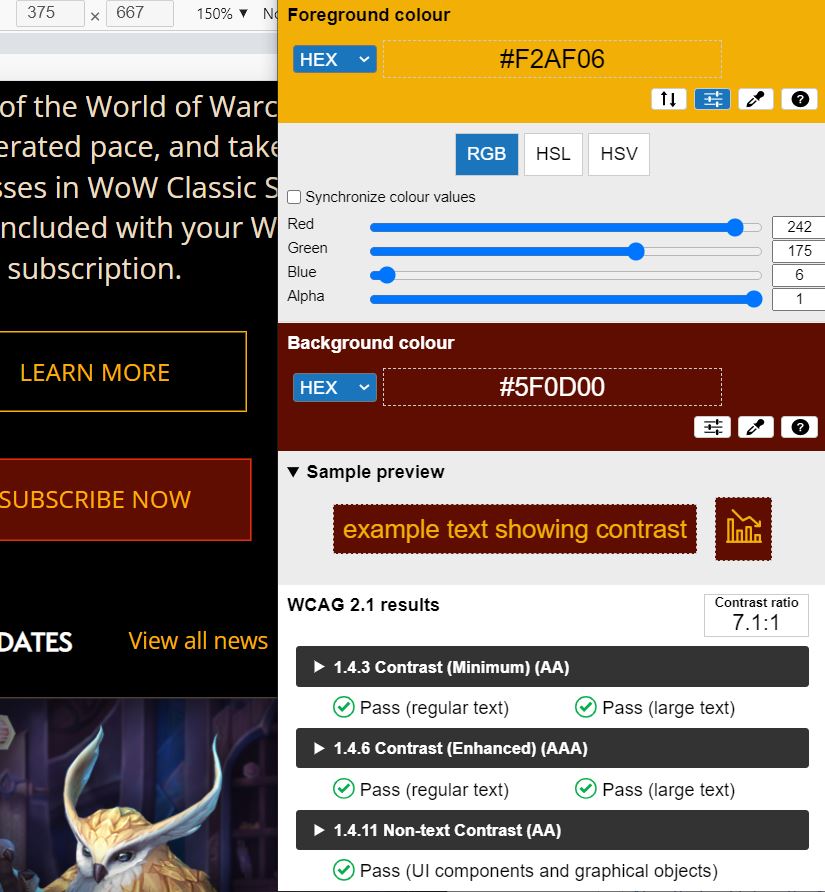 375 × 667 150% ▼ No
of the World of Warc
erated pace, and take
sses in WoW Classic S
ncluded with your W
subscription.
LEARN MORE
SUBSCRIBE NOW
DATES View all news
Foreground colour
HEX #F2AF06
RGB HSL HSV
Synchronize colour values
Red 242
Green 175
Blue 6
Alpha 1
Background colour
HEX #5F0D00
▼ Sample preview
example text showing contrast
WCAG 2.1 results
Contrast ratio
7.1:1
1.4.3 Contrast (Minimum) (AA)
Pass (regular text) Pass (large text)
1.4.6 Contrast (Enhanced) (AAA)
Pass (regular text) Pass (large text)
1.4.11 Non-text Contrast (AA)
Pass (UI components and graphical objects)